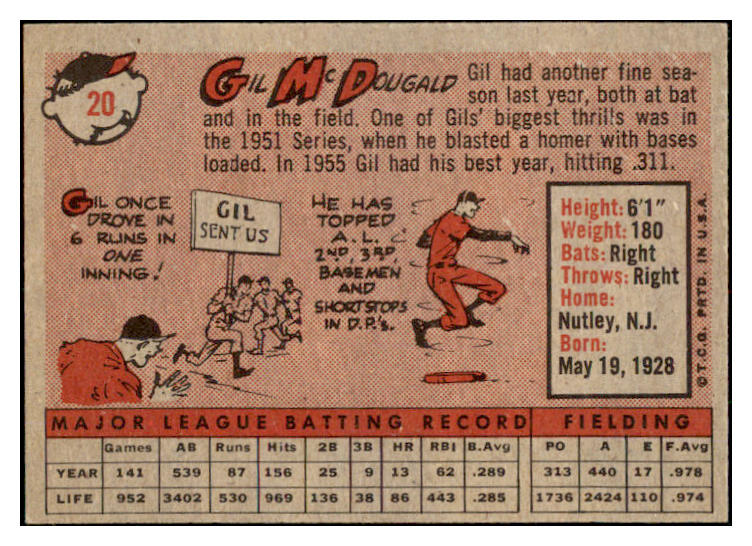 20
GIL McDOUGALD
Gil had another fine sea-
son last year, both at bat
and in the field. One of Gils' biggest thrills was in
the 1951 Series, when he blasted a homer with bases
loaded. In 1955 Gil had his best year, hitting .311.
GIL ONCE
DROVE IN
6 RUNS IN
ONE
INNING!
GIL
SENT US
HE HAS
TOPPED
A.L.
2ND, 3RD,
BASEMEN
AND
SHORTSTOPS
IN D.P.'s.
Height: 6'1"
Weight: 180
Bats: Right
Throws: Right
Home:
Nutley, N.J.
Born:
May 19, 1928
©T.C.G. PRTD. IN U.S.A.
MAJOR LEAGUE BATTING RECORD FIELDING
Games AB Runs Hits 2B 3B HR RBI B.Avg PO A E F.Avg
YEAR 141 539 87 156 25 9 13 62 .289 313 440 17 .978
LIFE 952 3402 530 969 136 38 86 443 .285 1736 2424 110 .974